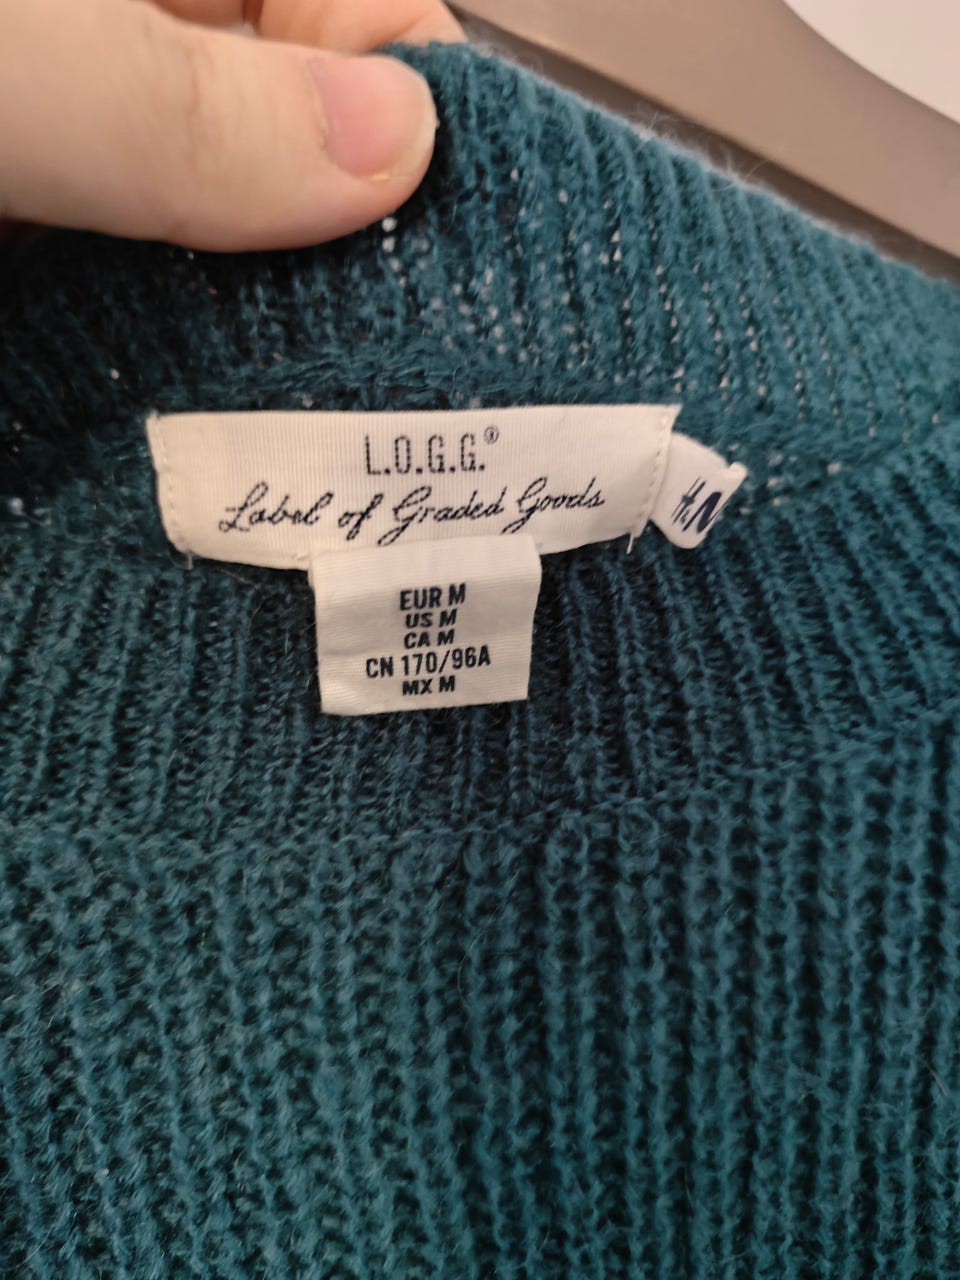 L.O.G.G.®
Label of Graded Goods
EUR M
US M
CA M
CN 170/96A
MX M